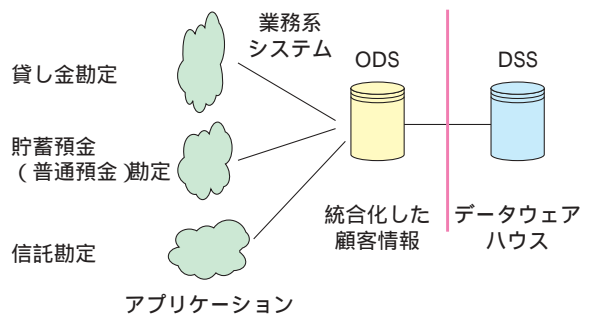 業務系
システム
ODS
DSS
貸し金勘定
貯蓄預金
(普通預金)勘定
信託勘定
統合化した
顧客情報
データウェア
ハウス
アプリケーション